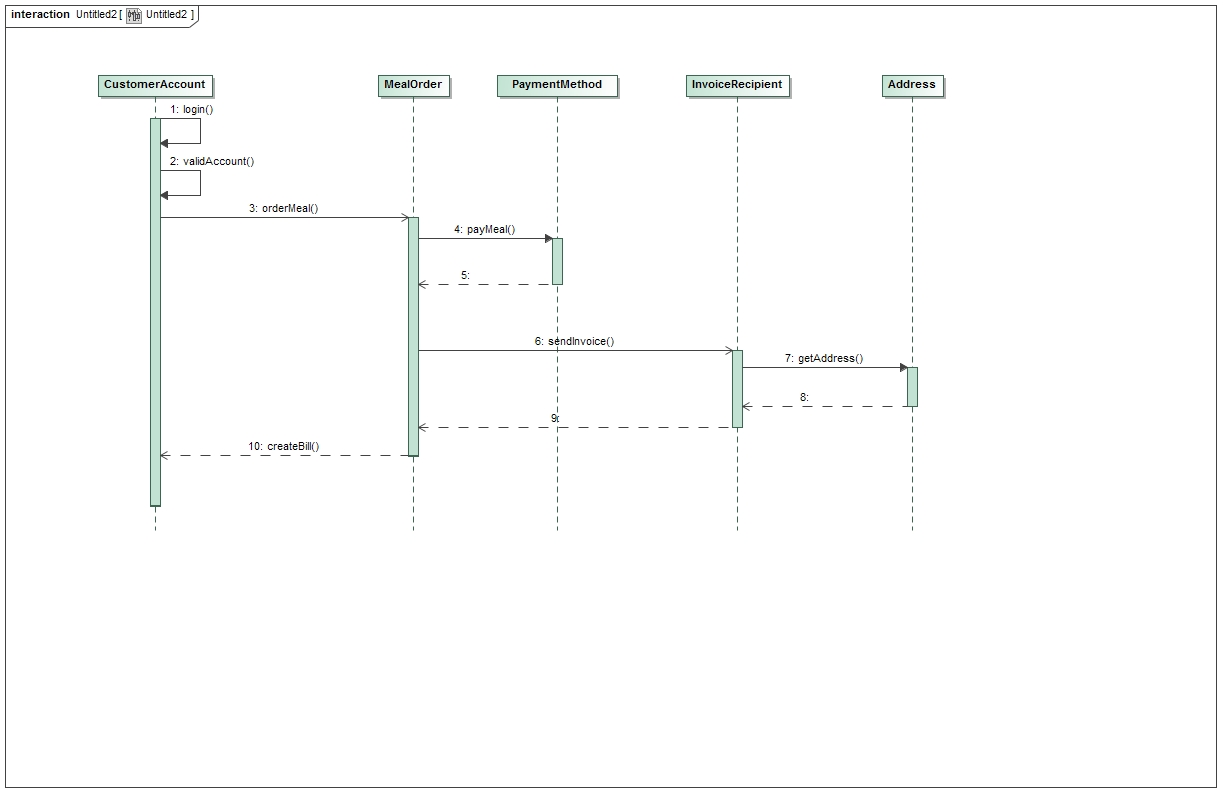 interaction Untitled2 [ Untitled2 ]
CustomerAccount
MealOrder
PaymentMethod
InvoiceRecipient
Address
1: login()
2: validAccount()
3: orderMeal()
4: payMeal()
5:
6: sendInvoice()
7: getAddress()
8:
9:
10: createBill()